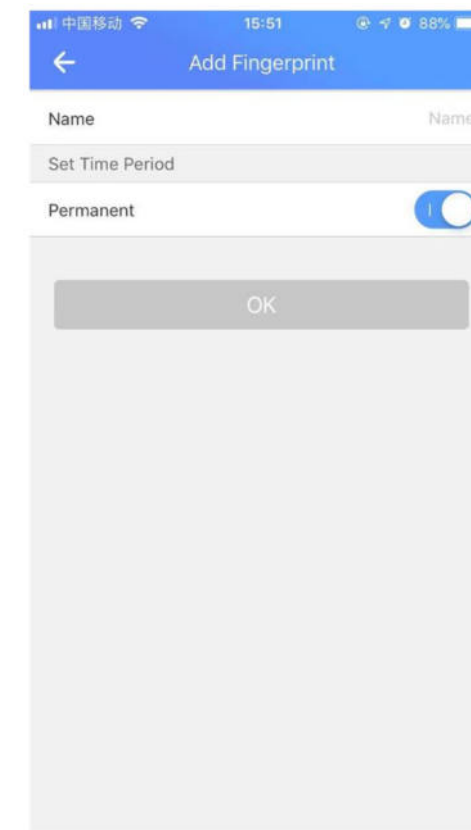 中国移动 15:51 88%
Add Fingerprint
Name Name
Set Time Period
Permanent
OK